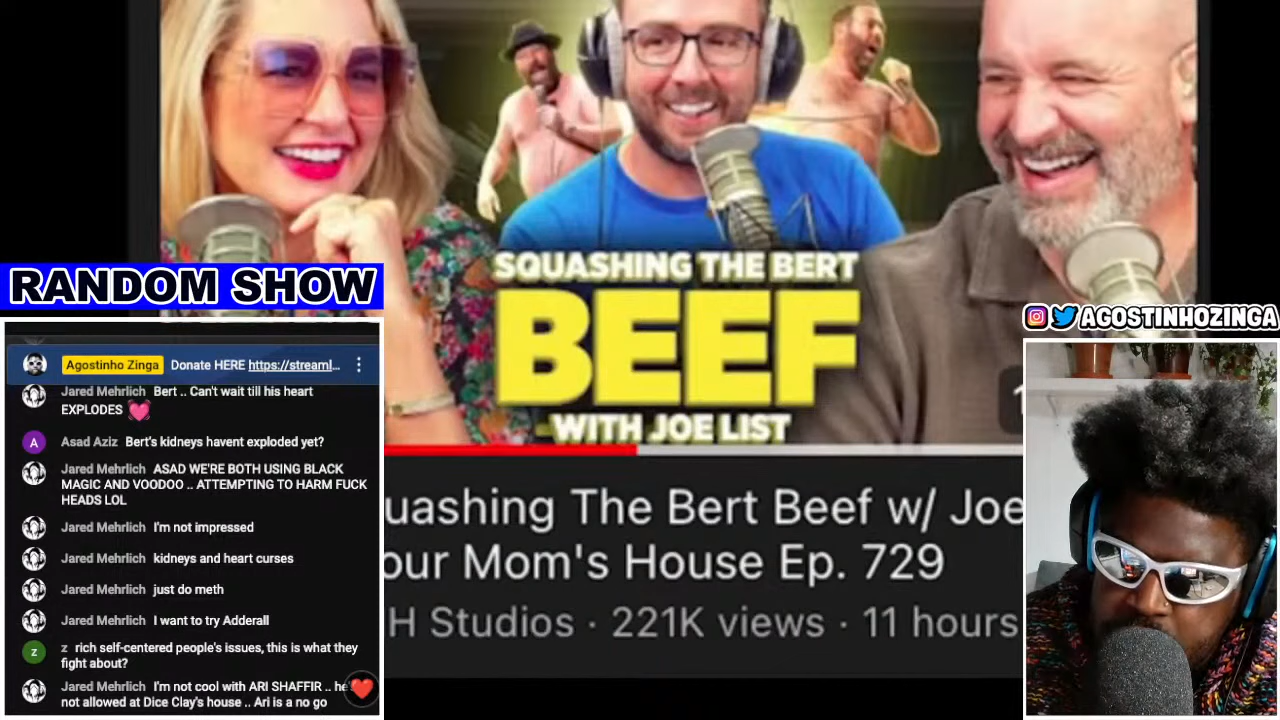 SQUASHING THE BERT
BEEF
WITH JOE LIST
RANDOM SHOW
AGOSTINHOZINGA
Agostinho Zinga Donate HERE https://streaml...
Jared Mehrlich Bert .. Can't wait till his heart
EXPLODES
A Asad Aziz Bert's kidneys havent exploded yet?
Jared Mehrlich ASAD WE'RE BOTH USING BLACK
MAGIC AND VOODOO .. ATTEMPTING TO HARM FUCK
HEADS LOL
Jared Mehrlich I'm not impressed
Jared Mehrlich kidneys and heart curses
Jared Mehrlich just do meth
Jared Mehrlich I want to try Adderall
z z rich self-centered people's issues, this is what they
fight about?
Jared Mehrlich I'm not cool with ARI SHAFFIR ..
not allowed at Dice Clay's house .. Ari is a no go
uashing The Bert Beef w/ Joe
our Mom's House Ep. 729
H Studios · 221K views · 11 hours